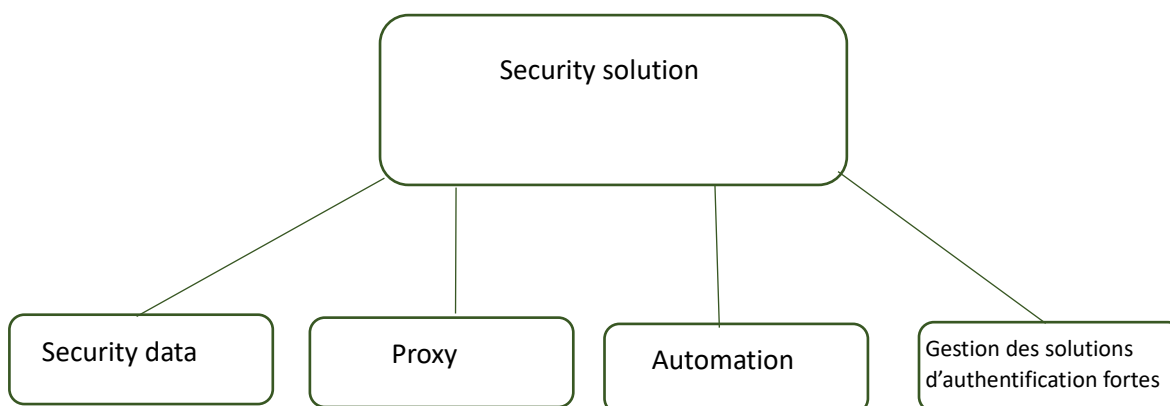 Security solution
Security data
Proxy
Automation
Gestion des solutions
d’authentification fortes